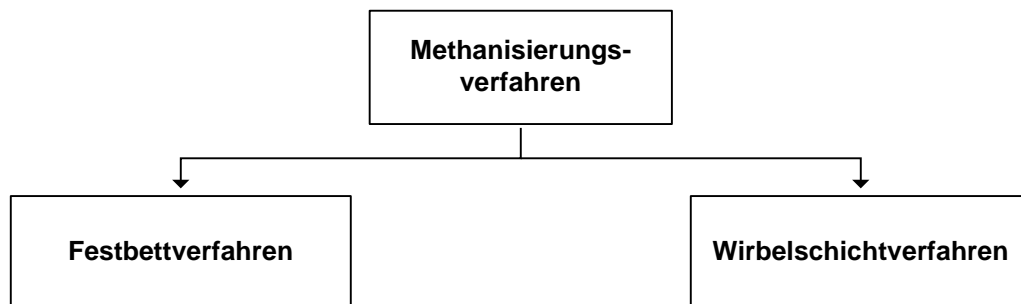 Methanisierungs-
verfahren
Festbettverfahren
Wirbelschichtverfahren